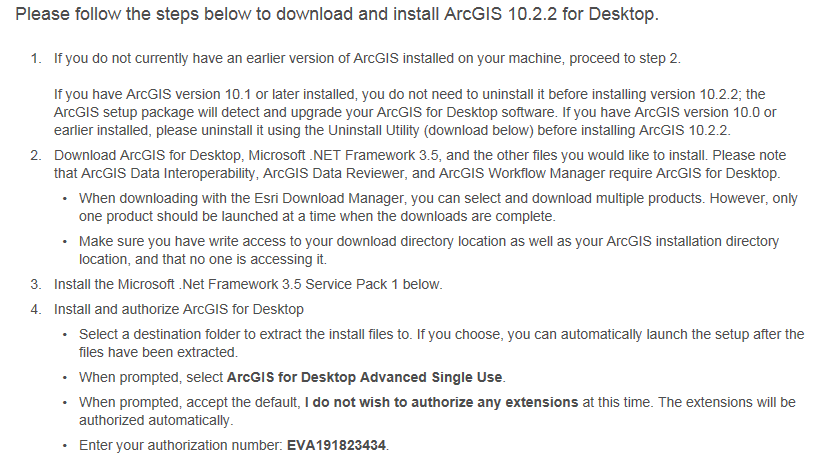 Please follow the steps below to download and install ArcGIS 10.2.2 for Desktop.
1. If you do not currently have an earlier version of ArcGIS installed on your machine, proceed to step 2.
If you have ArcGIS version 10.1 or later installed, you do not need to uninstall it before installing version 10.2.2; the
ArcGIS setup package will detect and upgrade your ArcGIS for Desktop software. If you have ArcGIS version 10.0 or
earlier installed, please uninstall it using the Uninstall Utility (download below) before installing ArcGIS 10.2.2.
2. Download ArcGIS for Desktop, Microsoft .NET Framework 3.5, and the other files you would like to install. Please note
that ArcGIS Data Interoperability, ArcGIS Data Reviewer, and ArcGIS Workflow Manager require ArcGIS for Desktop.
• When downloading with the Esri Download Manager, you can select and download multiple products. However, only
one product should be launched at a time when the downloads are complete.
• Make sure you have write access to your download directory location as well as your ArcGIS installation directory
location, and that no one is accessing it.
3. Install the Microsoft .Net Framework 3.5 Service Pack 1 below.
4. Install and authorize ArcGIS for Desktop
• Select a destination folder to extract the install files to. If you choose, you can automatically launch the setup after the
files have been extracted.
• When prompted, select ArcGIS for Desktop Advanced Single Use.
• When prompted, accept the default, I do not wish to authorize any extensions at this time. The extensions will be
authorized automatically.
• Enter your authorization number: EVA191823434.